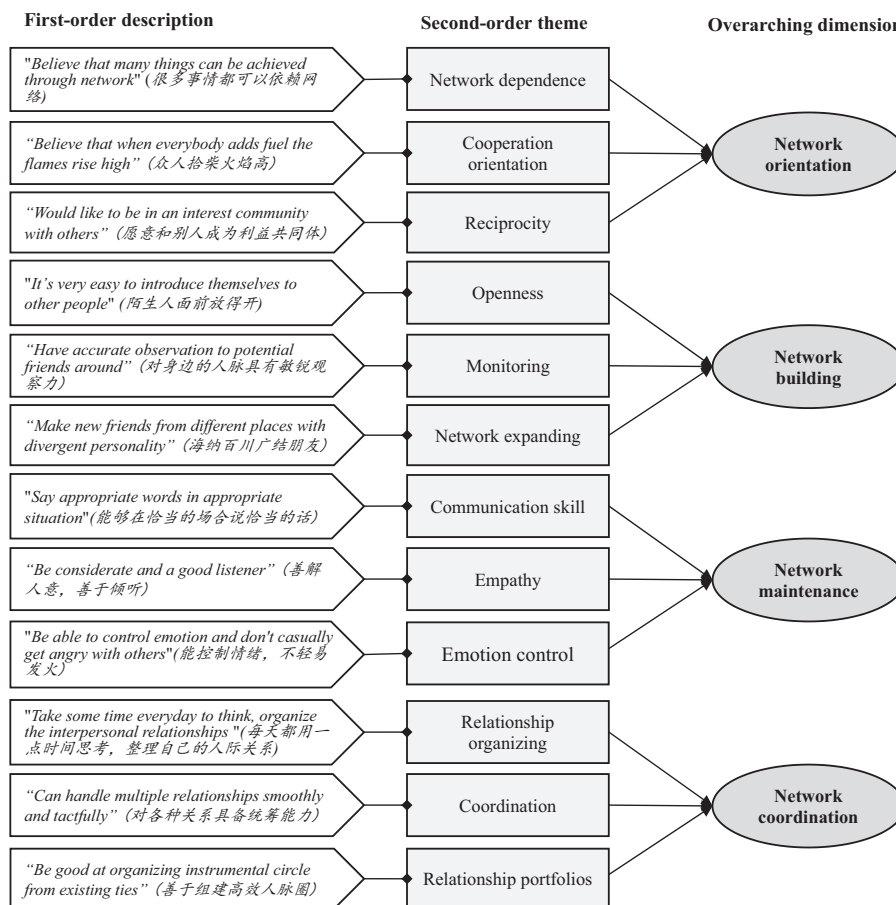 First-order description
Second-order theme
Overarching dimension
"Believe that many things can be achieved
through network" (很多事情都可以依赖网
络)
Network dependence
“Believe that when everybody adds fuel the
flames rise high” (众人拾柴火焰高)
Cooperation
orientation
Network
orientation
“Would like to be in an interest community
with others” (愿意和别人成为利益共同体)
Reciprocity
"It’s very easy to introduce themselves to
other people" (陌生人面前放得开)
Openness
“Have accurate observation to potential
friends around” (对身边的人脉具有敏锐观
察力)
Monitoring
Network
building
“Make new friends from different places with
divergent personality” (海纳百川广结朋友)
Network expanding
"Say appropriate words in appropriate
situation"(能够在恰当的场合说恰当的话)
Communication skill
“Be considerate and a good listener” (善解
人意，善于倾听)
Empathy
Network
maintenance
"Be able to control emotion and don't casually
get angry with others"(能控制情绪，不轻易
发火)
Emotion control
"Take some time everyday to think, organize
the interpersonal relationships "(每天都用一
点时间思考，整理自己的人际关系)
Relationship
organizing
“Can handle multiple relationships smoothly
and tactfully” (对各种关系具备统筹能力)
Coordination
Network
coordination
“Be good at organizing instrumental circle
from existing ties” (善于组建高效人脉圈)
Relationship portfolios